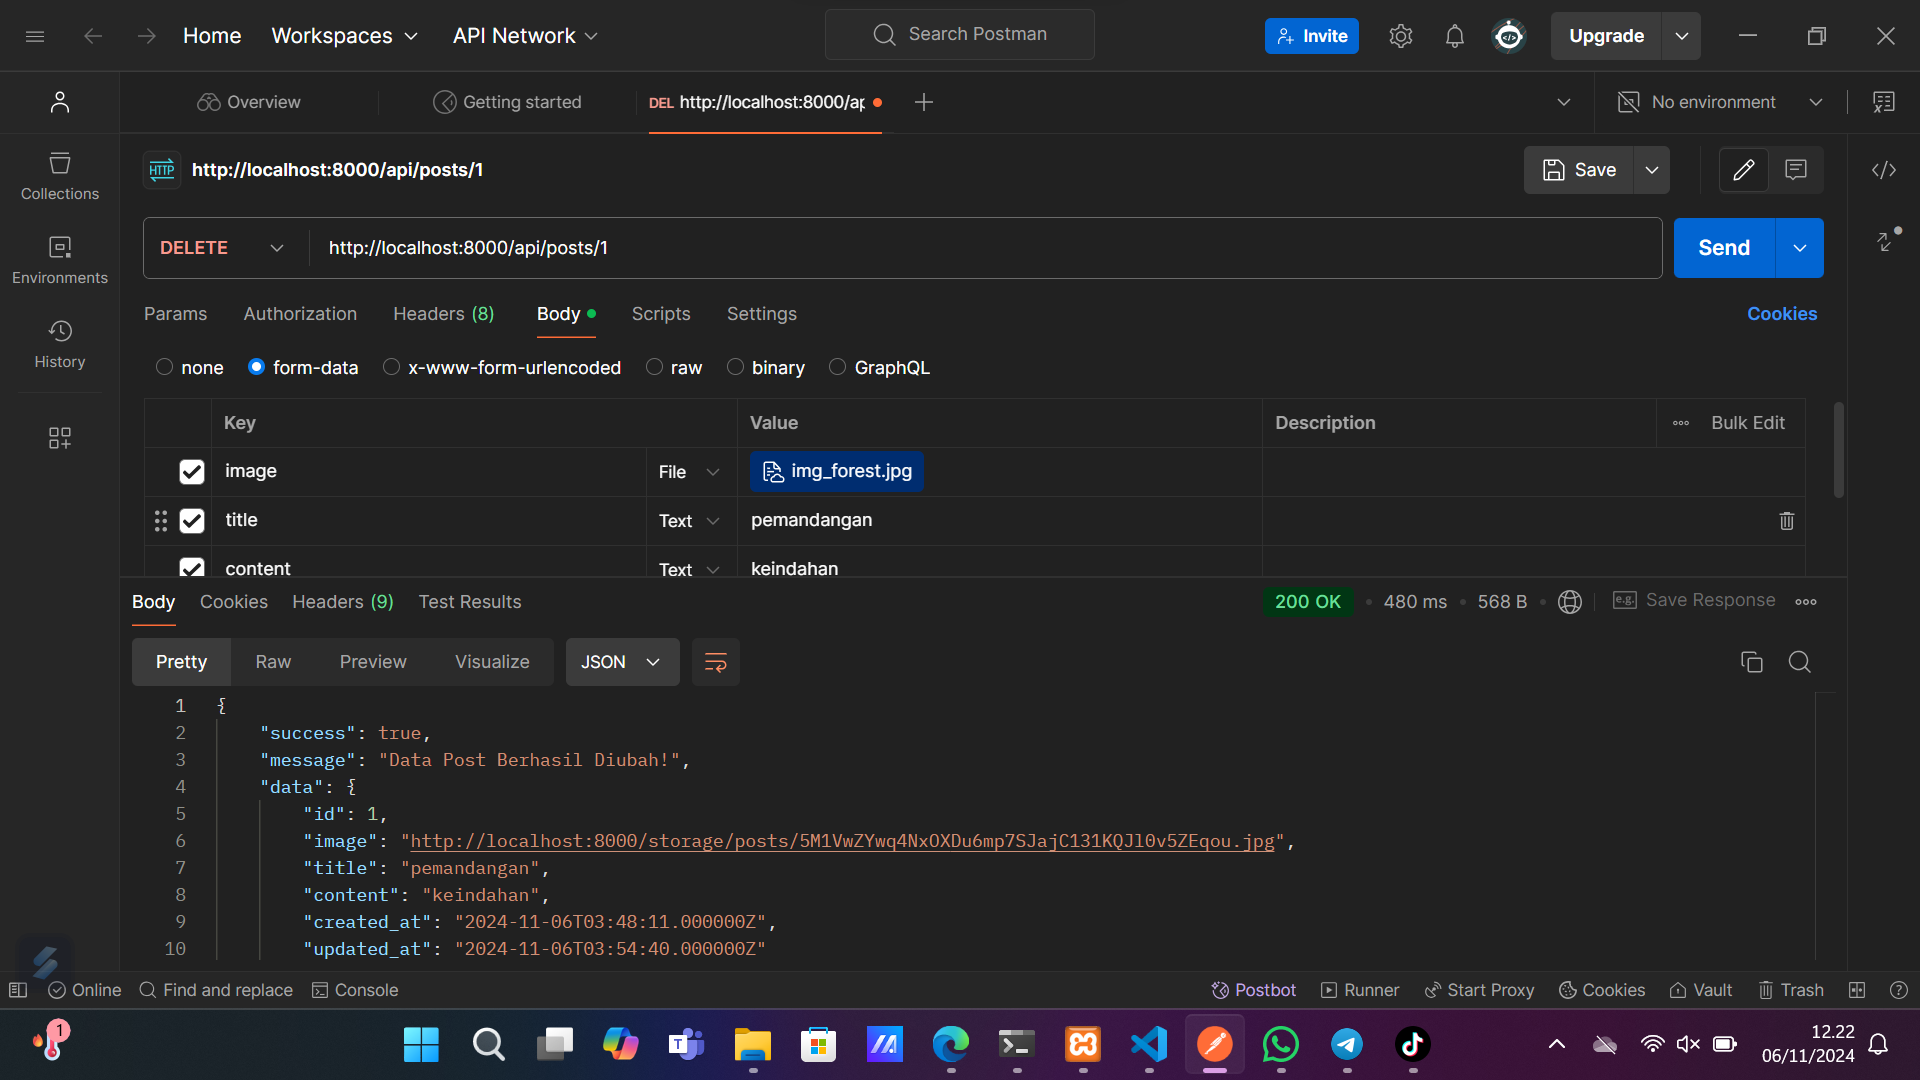 Home Workspaces API Network Search Postman Invite Upgrade
Overview Getting started DEL http://localhost:8000/ap No environment
HTTP http://localhost:8000/api/posts/1 Save
Collections
DELETE http://localhost:8000/api/posts/1 Send
Environments
Params Authorization Headers (8) Body Scripts Settings Cookies
History
none form-data x-www-form-urlencoded raw binary GraphQL
Key Value Description Bulk Edit
image File img_forest.jpg
title Text pemandangan
content Text keindahan
Body Cookies Headers (9) Test Results 200 OK 480 ms 568 B e.g. Save Response
Pretty Raw Preview Visualize JSON
1 {
2 "success": true,
3 "message": "Data Post Berhasil Diubah!",
4 "data": {
5 "id": 1,
6 "image": "http://localhost:8000/storage/posts/5M1VwZYwq4NxOXDu6mp7SJajC131KQJl0v5ZEqou.jpg",
7 "title": "pemandangan",
8 "content": "keindahan",
9 "created_at": "2024-11-06T03:48:11.000000Z",
10 "updated_at": "2024-11-06T03:54:40.000000Z"
Online Find and replace Console Postbot Runner Start Proxy Cookies Vault Trash
1
12.22
06/11/2024